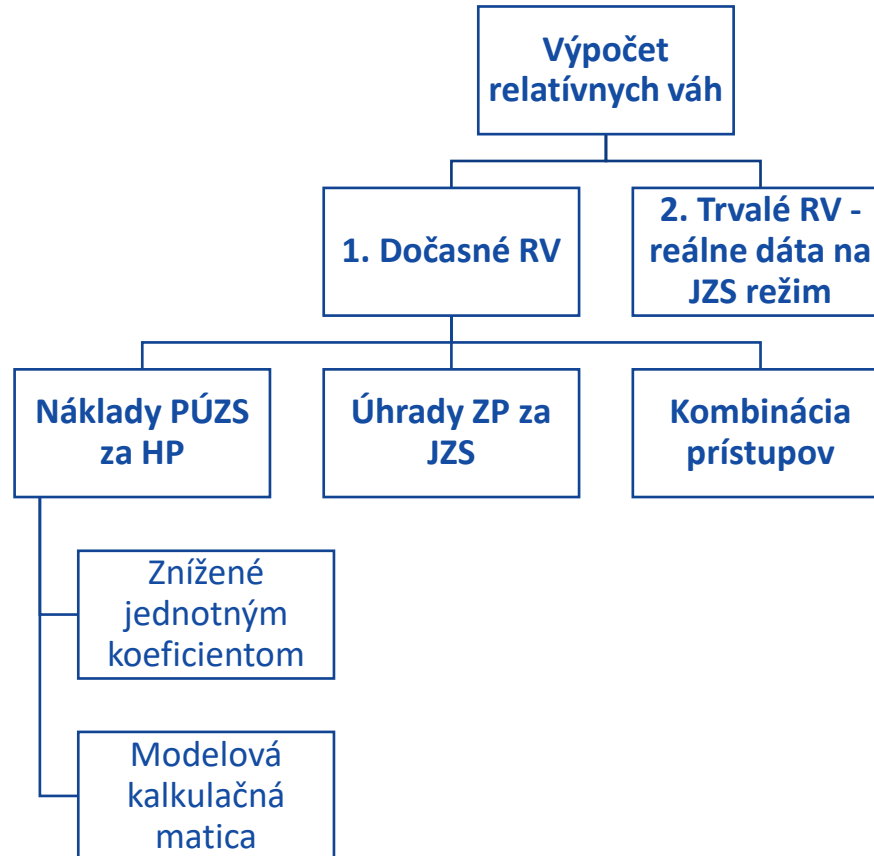 Výpočet
relatívnych váh
1. Dočasné RV
2. Trvalé RV -
reálne dáta na
JZS režim
Náklady PÚZS
za HP
Úhrady ZP za
JZS
Kombinácia
prístupov
Znížené
jednotným
koeficientom
Modelová
kalkulačná
matica